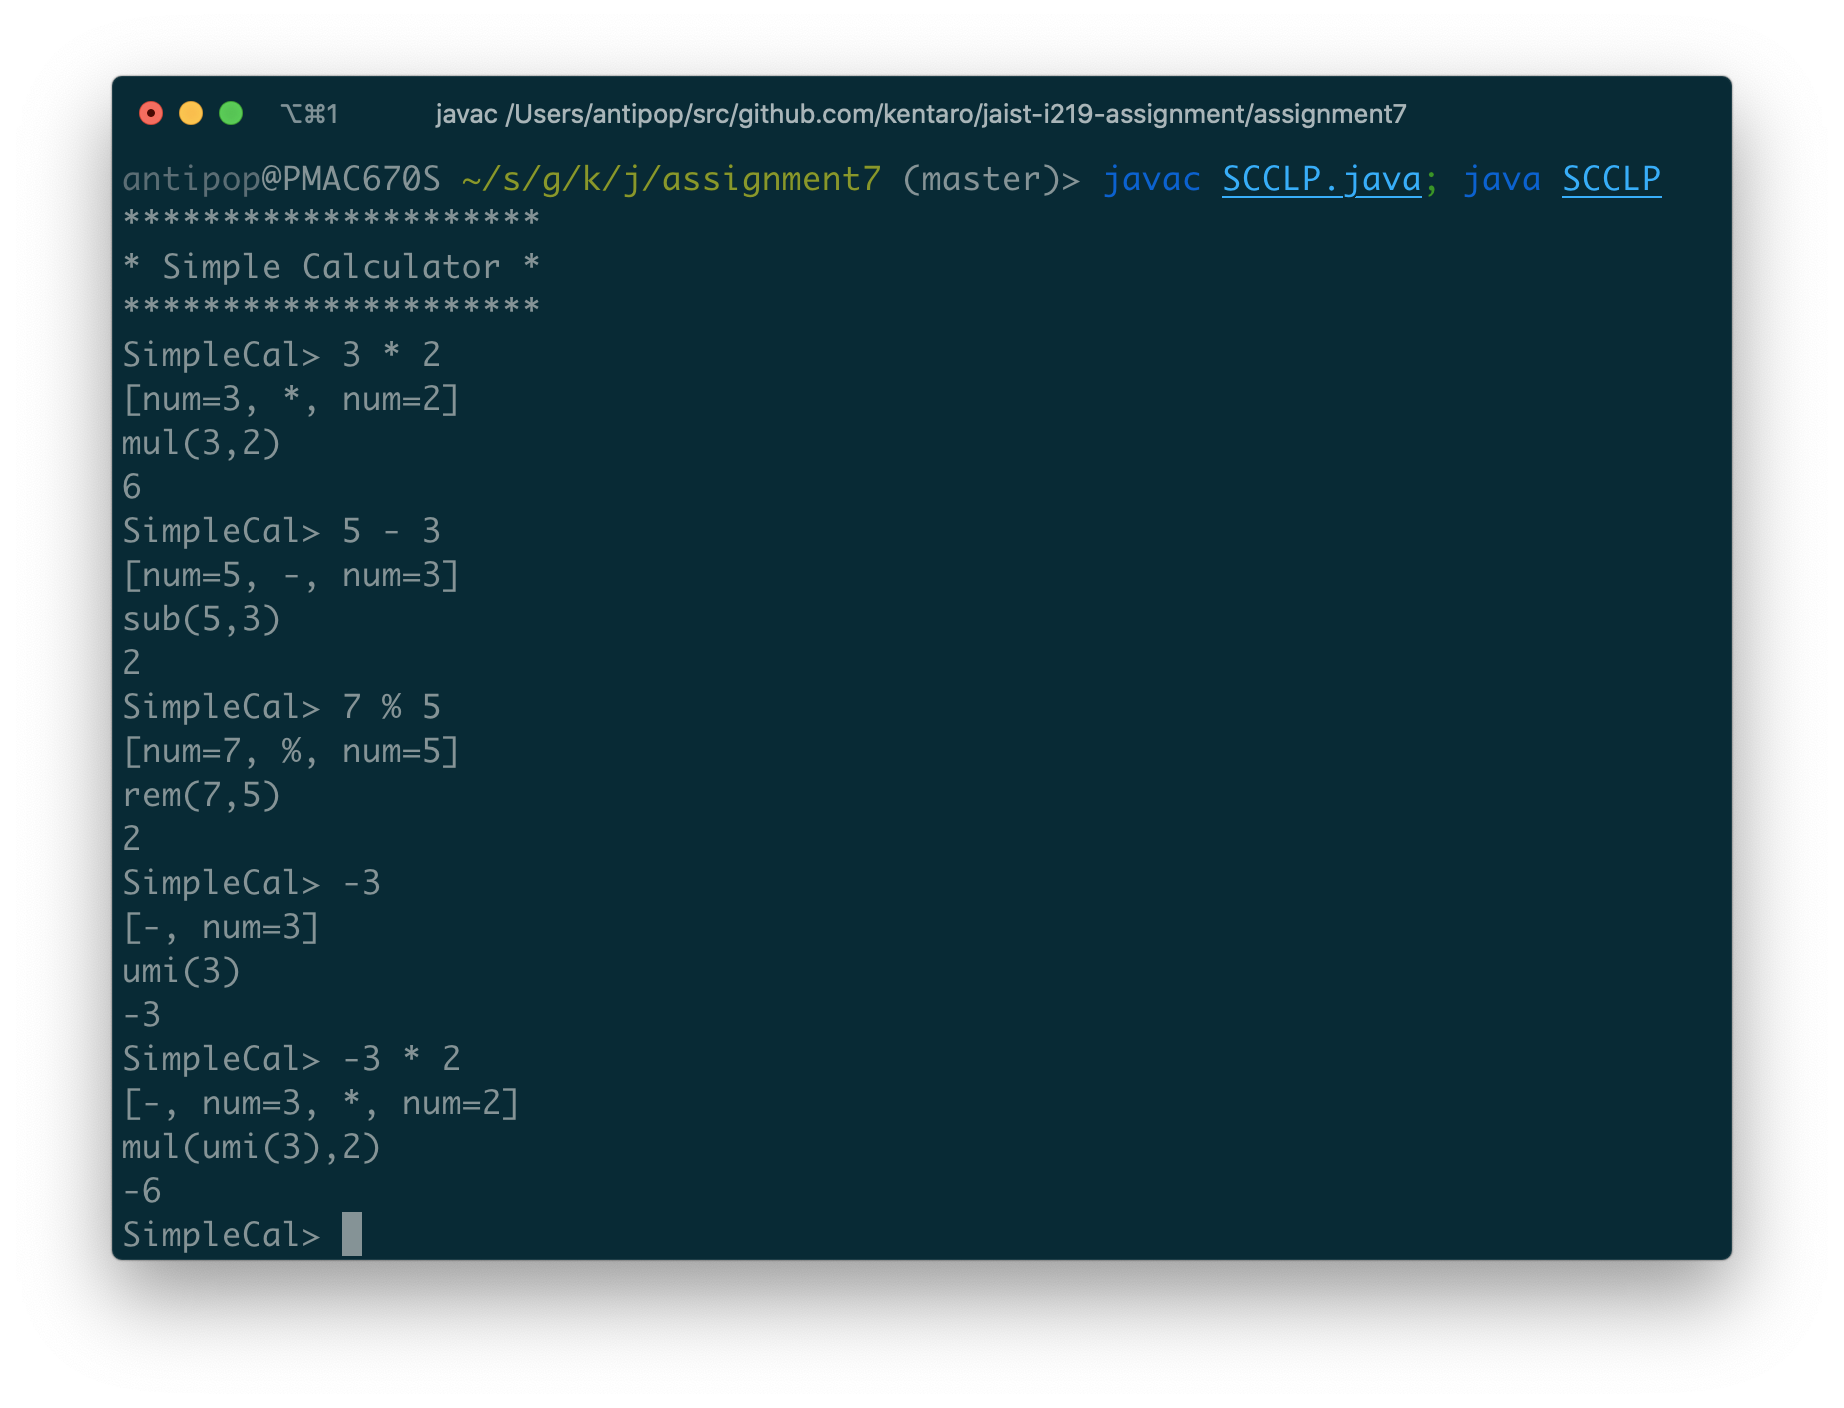 ⌥⌘1 javac /Users/antipop/src/github.com/kentaro/jaist-i219-assignment/assignment7
antipop@PMAC670S ~/s/g/k/j/assignment7 (master)> javac SCCLP.java; java SCCLP
*********************
* Simple Calculator *
*********************
SimpleCal> 3 * 2
[num=3, *, num=2]
mul(3,2)
6
SimpleCal> 5 - 3
[num=5, -, num=3]
sub(5,3)
2
SimpleCal> 7 % 5
[num=7, %, num=5]
rem(7,5)
2
SimpleCal> -3
[-, num=3]
umi(3)
-3
SimpleCal> -3 * 2
[-, num=3, *, num=2]
mul(umi(3),2)
-6
SimpleCal>